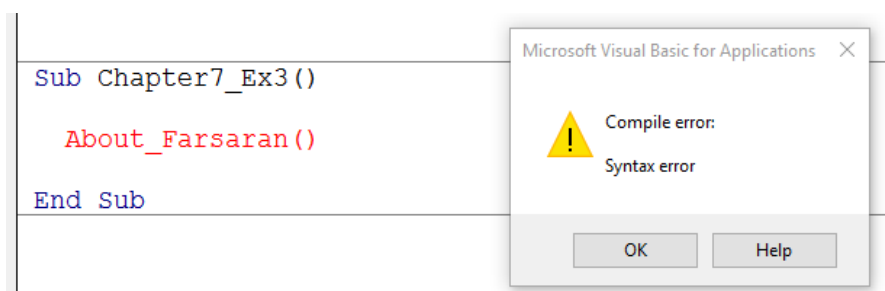 Sub Chapter7_Ex3()
About_Farsaran()
End Sub
Microsoft Visual Basic for Applications
Compile error:
Syntax error
OK
Help